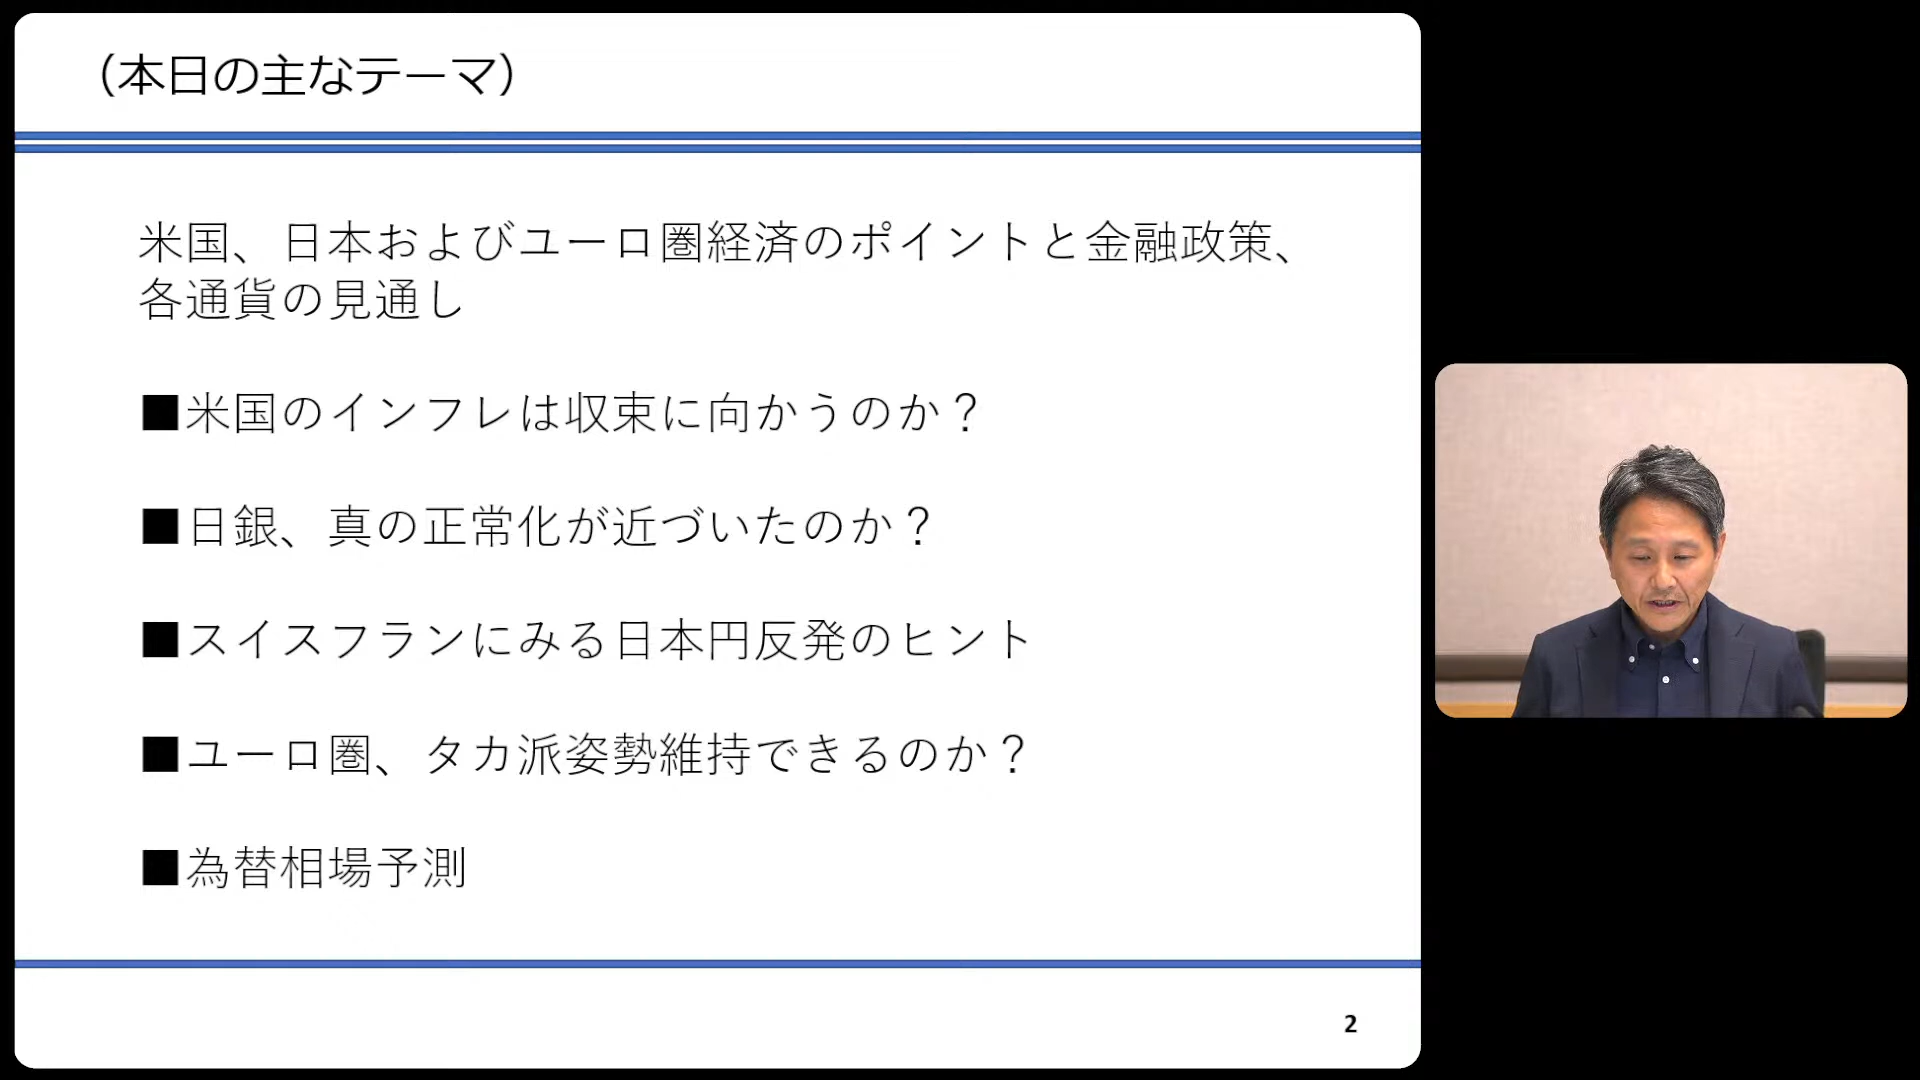 （本日の主なテーマ）
米国、日本およびユーロ圏経済のポイントと金融政策、
各通貨の見通し
■米国のインフレは収束に向かうのか？
■日銀、真の正常化が近づいたのか？
■スイスフランにみる日本円反発のヒント
■ユーロ圏、タカ派姿勢維持できるのか？
■為替相場予測
2